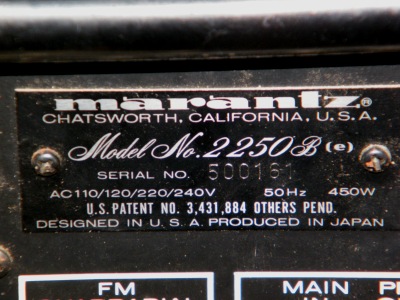 marantz®
CHATSWORTH, CALIFORNIA, U.S.A.
Model No. 2250B (e)
SERIAL NO. 500161
AC110/120/220/240V 50Hz 450W
U.S. PATENT NO. 3,431,884 OTHERS PEND.
DESIGNED IN U.S.A. PRODUCED IN JAPAN
FM MAIN
IN